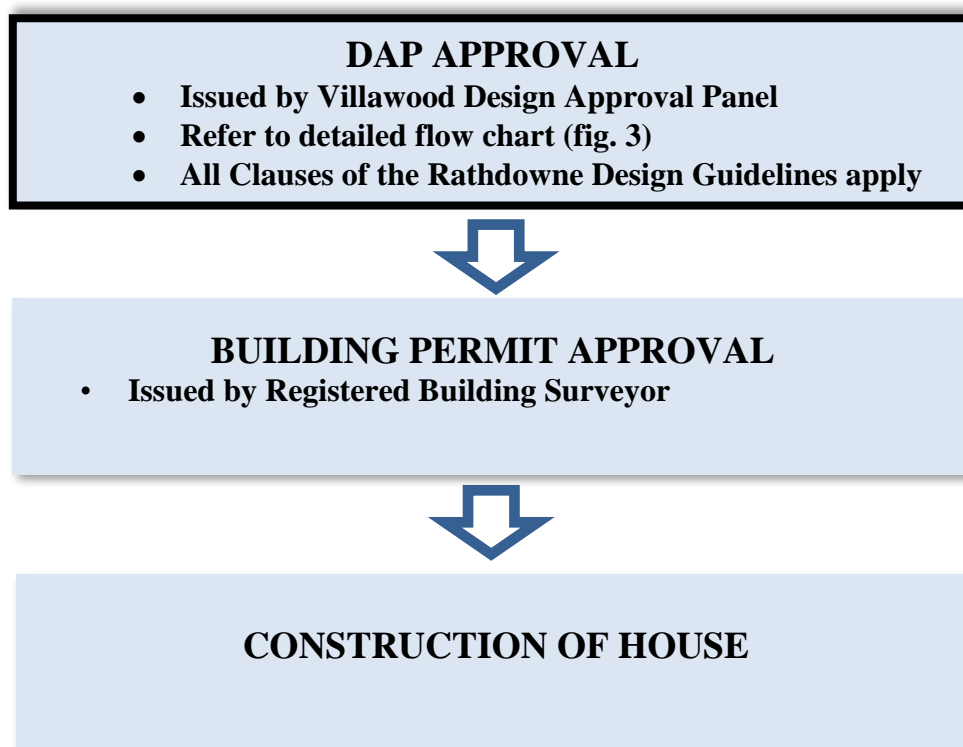 DAP APPROVAL
• Issued by Villawood Design Approval Panel
• Refer to detailed flow chart (fig. 3)
• All Clauses of the Rathdowne Design Guidelines apply
BUILDING PERMIT APPROVAL
• Issued by Registered Building Surveyor
CONSTRUCTION OF HOUSE